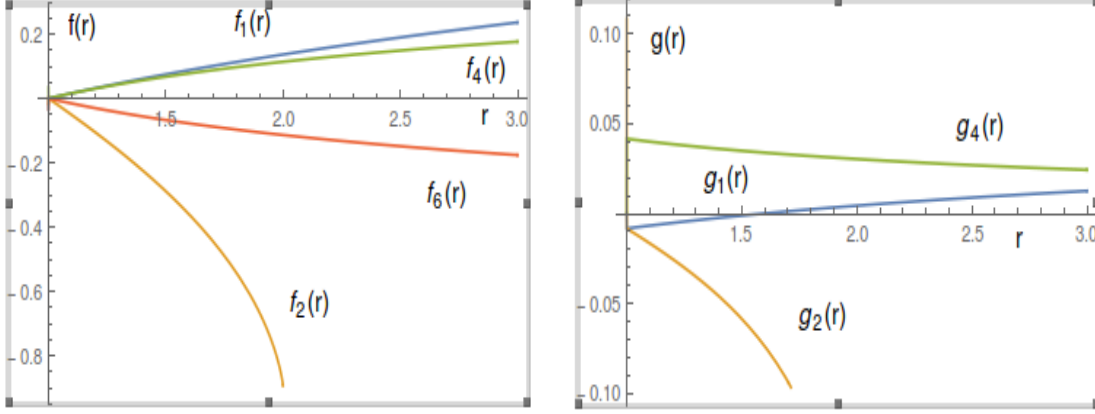 f(r)
0.2
f1(r)
f4(r)
1.5 2.0 2.5 3.0
r
- 0.2
f6(r)
- 0.4
- 0.6
f2(r)
- 0.8
g(r)
0.10
0.05
g4(r)
g1(r)
1.5 2.0 2.5 3.0
r
- 0.05
g2(r)
- 0.10